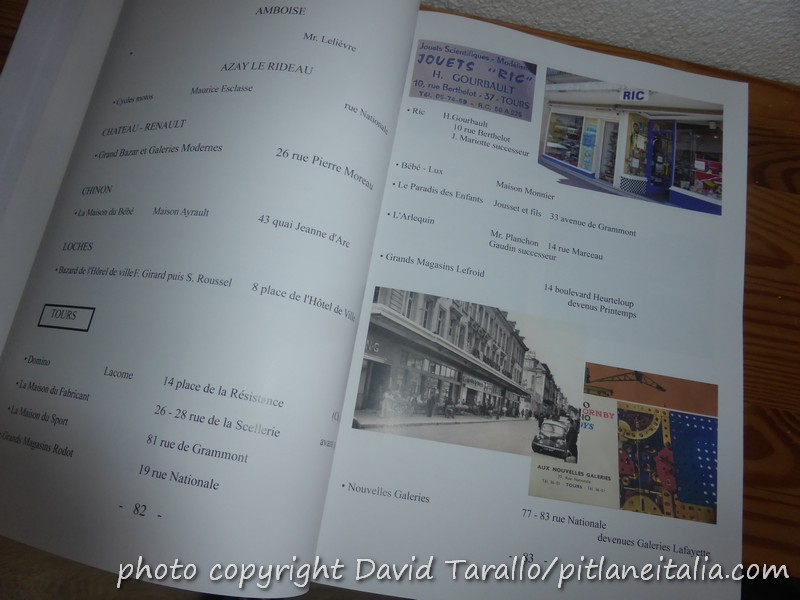 AMBOISE
Mr. Lelièvre
AZAY LE RIDEAU
• Cycles motos Maurice Esclasse rue Nationale
CHATEAU - RENAULT
• Grand Bazar et Galeries Modernes 26 rue Pierre Moreau
CHINON
• La Maison du Bébé Maison Ayrault 43 quai Jeanne d'Arc
LOCHES
• Bazard de l'Hôrel de ville F. Girard puis S. Roussel 8 place de l'Hôtel de Ville
TOURS
• Domino Lacome 14 place de la Résistance
• La Maison du Fabricant 26 - 28 rue de la Scellerie
• La Maison du Sport 81 rue de Grammont
Grands Magasins Rodot 19 rue Nationale
- 82 -
Jouets Scientifiques -
JOUETS "RIC"
H. GOURBAULT
10, rue Berthelot - 37 - TOURS
RIC
• Ric H.Gourbault
10 rue Berthelot
J. Mariotte successeur
• Bébé - Lux Maison Monnier
• Le Paradis des Enfants Jousset et fils 33 avenue de Grammont
• L'Arlequin Mr. Planchon 14 rue Marceau
Gaudin successeur
• Grands Magasins Lefroid 14 boulevard Heurteloup
devenus Printemps
AUX NOUVELLES GALERIES
TOURS
• Nouvelles Galeries 77 - 83 rue Nationale
devenues Galeries Lafayette
- 83
photo copyright David Tarallo/pitlaneitalia.com